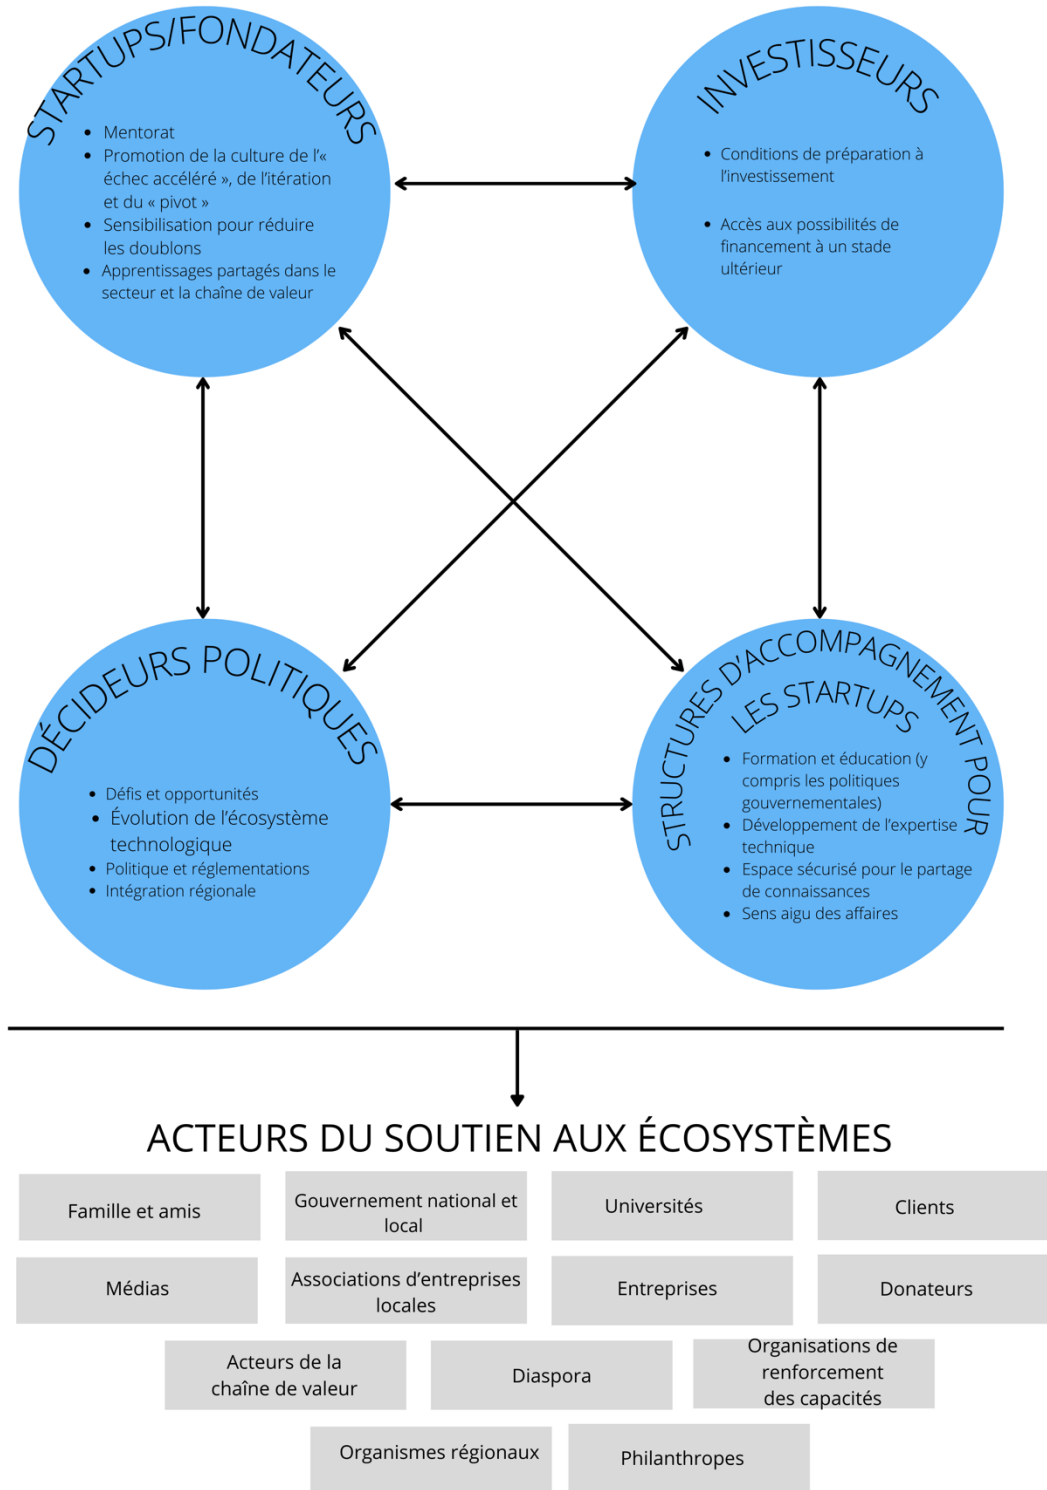 STARTUPS/FONDATEURS
• Mentorat
• Promotion de la culture de l’«
échec accéléré », de l’itération
et du « pivot »
• Sensibilisation pour réduire
les doublons
• Apprentissages partagés dans le
secteur et la chaîne de valeur
INVESTISSEURS
• Conditions de préparation à
l’investissement
• Accès aux possibilités de
financement à un stade
ultérieur
DÉCIDEURS POLITIQUES
• Défis et opportunités
• Évolution de l’écosystème
technologique
• Politique et réglementations
• Intégration régionale
STRUCTURES D’ACCOMPAGNEMENT POUR
LES STARTUPS
• Formation et éducation (y
compris les politiques
gouvernementales)
• Développement de l’expertise
technique
• Espace sécurisé pour le partage
de connaissances
• Sens aigu des affaires
ACTEURS DU SOUTIEN AUX ÉCOSYSTÈMES
Famille et amis
Gouvernement national et
local
Universités
Clients
Médias
Associations d’entreprises
locales
Entreprises
Donateurs
Acteurs de la
chaîne de valeur
Diaspora
Organisations de
renforcement
des capacités
Organismes régionaux
Philanthropes